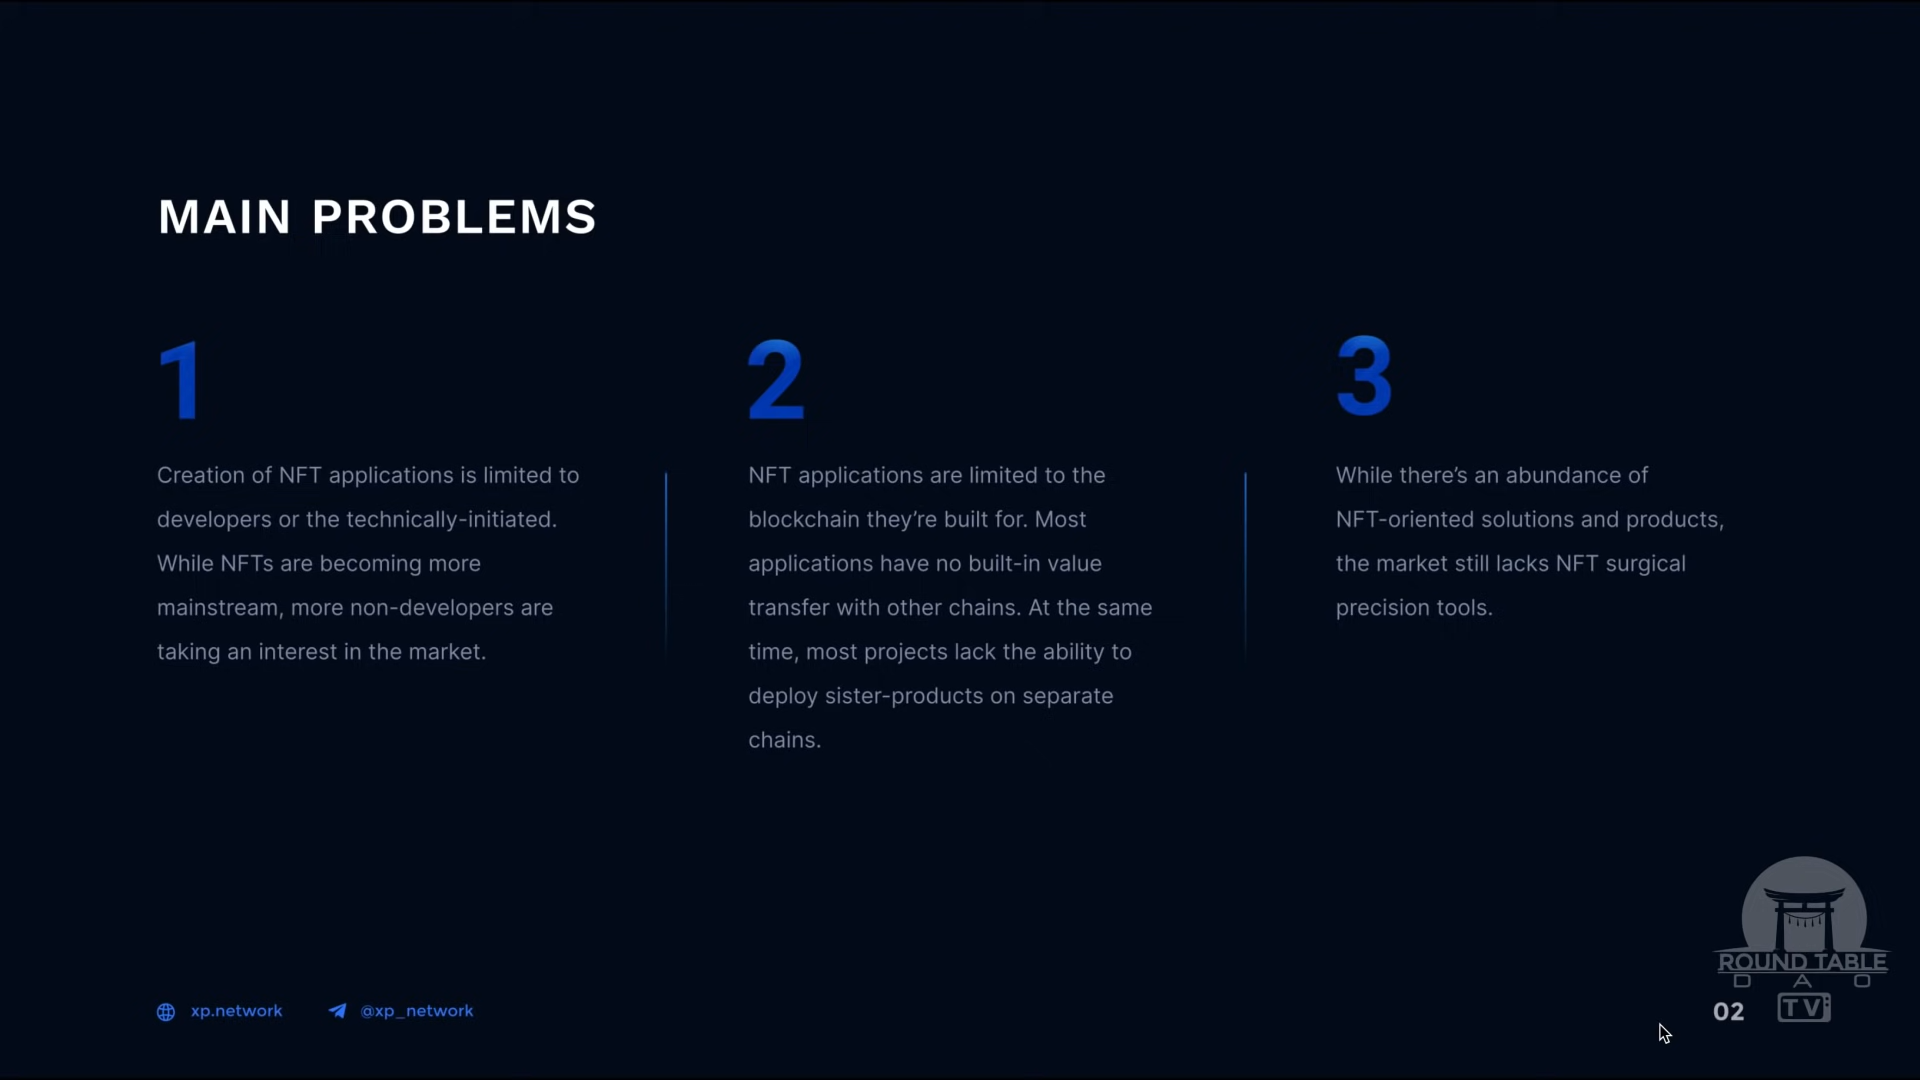 MAIN PROBLEMS
1
Creation of NFT applications is limited to
developers or the technically-initiated.
While NFTs are becoming more
mainstream, more non-developers are
taking an interest in the market.
2
NFT applications are limited to the
blockchain they’re built for. Most
applications have no built-in value
transfer with other chains. At the same
time, most projects lack the ability to
deploy sister-products on separate
chains.
3
While there’s an abundance of
NFT-oriented solutions and products,
the market still lacks NFT surgical
precision tools.
xp.network
@xp_network
02
ROUND TABLE
DAO
TV